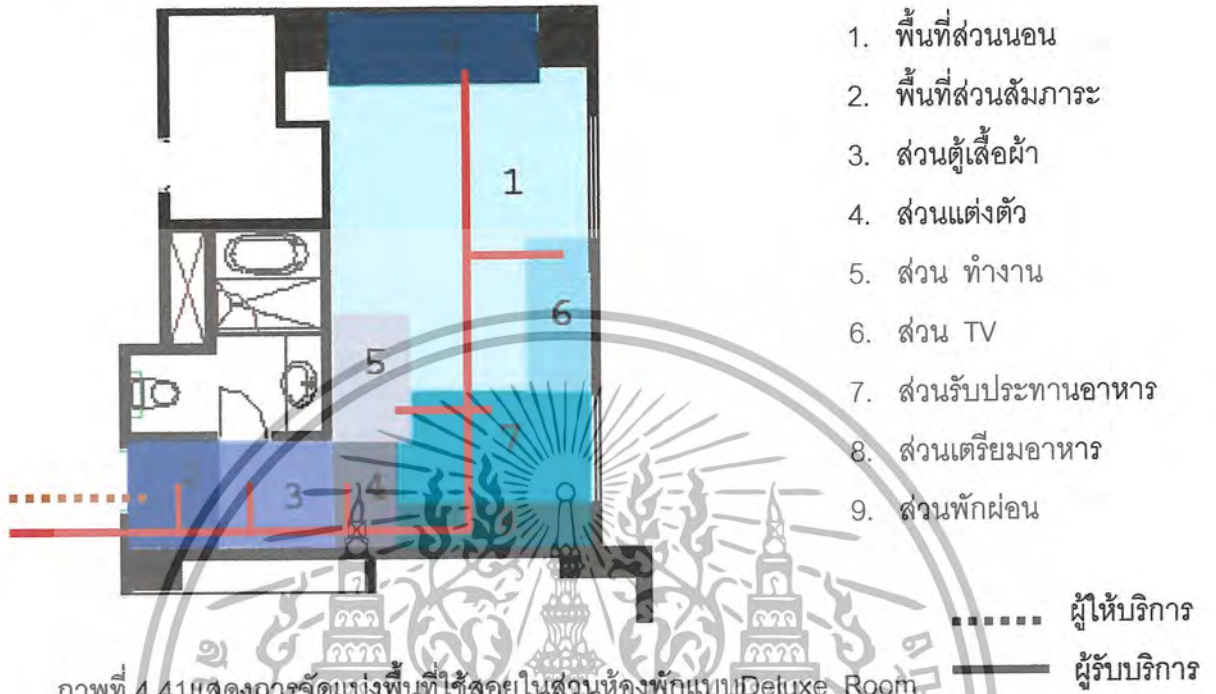 1. พื้นที่ส่วนนอน
2. พื้นที่ส่วนสัมภาระ
3. ส่วนตู้เสื้อผ้า
4. ส่วนแต่งตัว
5. ส่วน ทำงาน
6. ส่วน TV
7. ส่วนรับประทานอาหาร
8. ส่วนเตรียมอาหาร
9. ส่วนพักผ่อน
1
6
5
7
2
3
4
ผู้ให้บริการ
ผู้รับบริการ
ภาพที่ 4.41แสดงการจัดแบ่งพื้นที่ใช้สอยในส่วนห้องพักแบบDeluxe Room